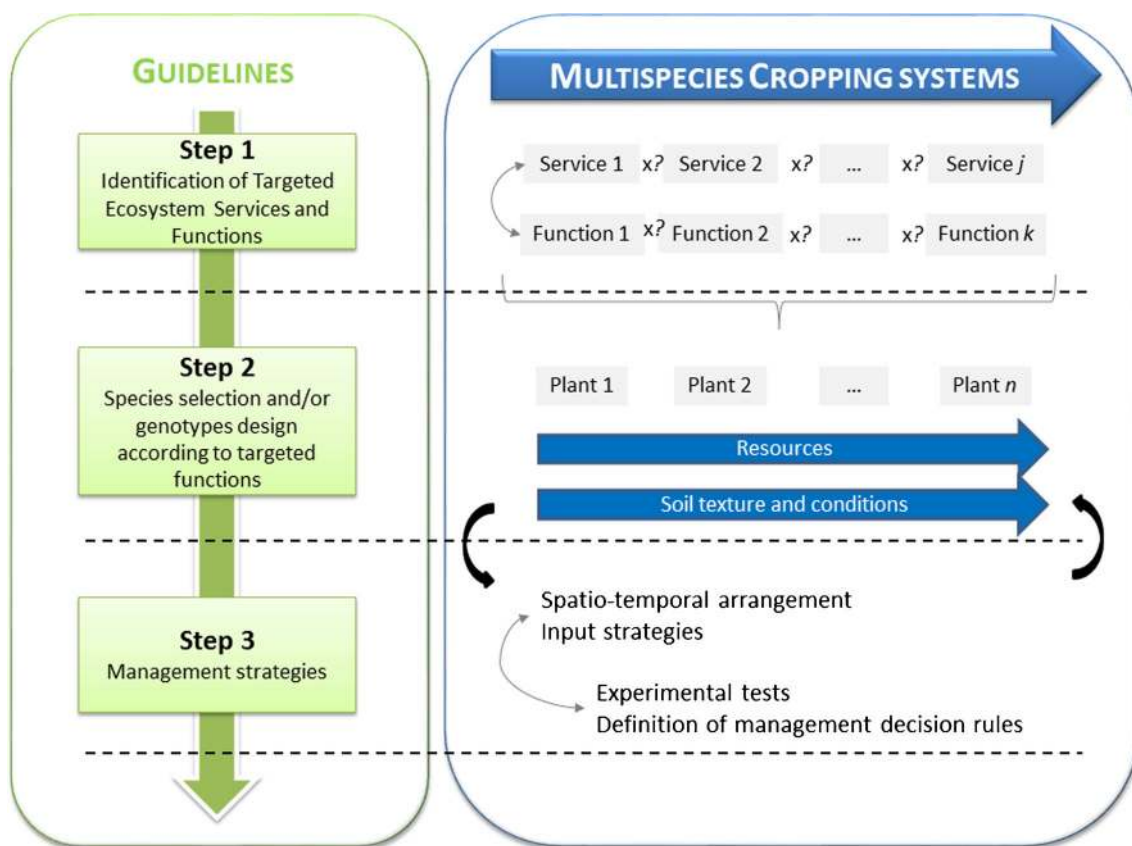 GUIDELINES
Step 1
Identification of Targeted
Ecosystem Services and
Functions
Step 2
Species selection and/or
genotypes design
according to targeted
functions
Step 3
Management strategies
MULTISPECIES CROPPING SYSTEMS
Service 1 x? Service 2 x? ... x? Service j
Function 1 x? Function 2 x? ... x? Function k
Plant 1 Plant 2 ... Plant n
Resources
Soil texture and conditions
Spatio-temporal arrangement
Input strategies
Experimental tests
Definition of management decision rules